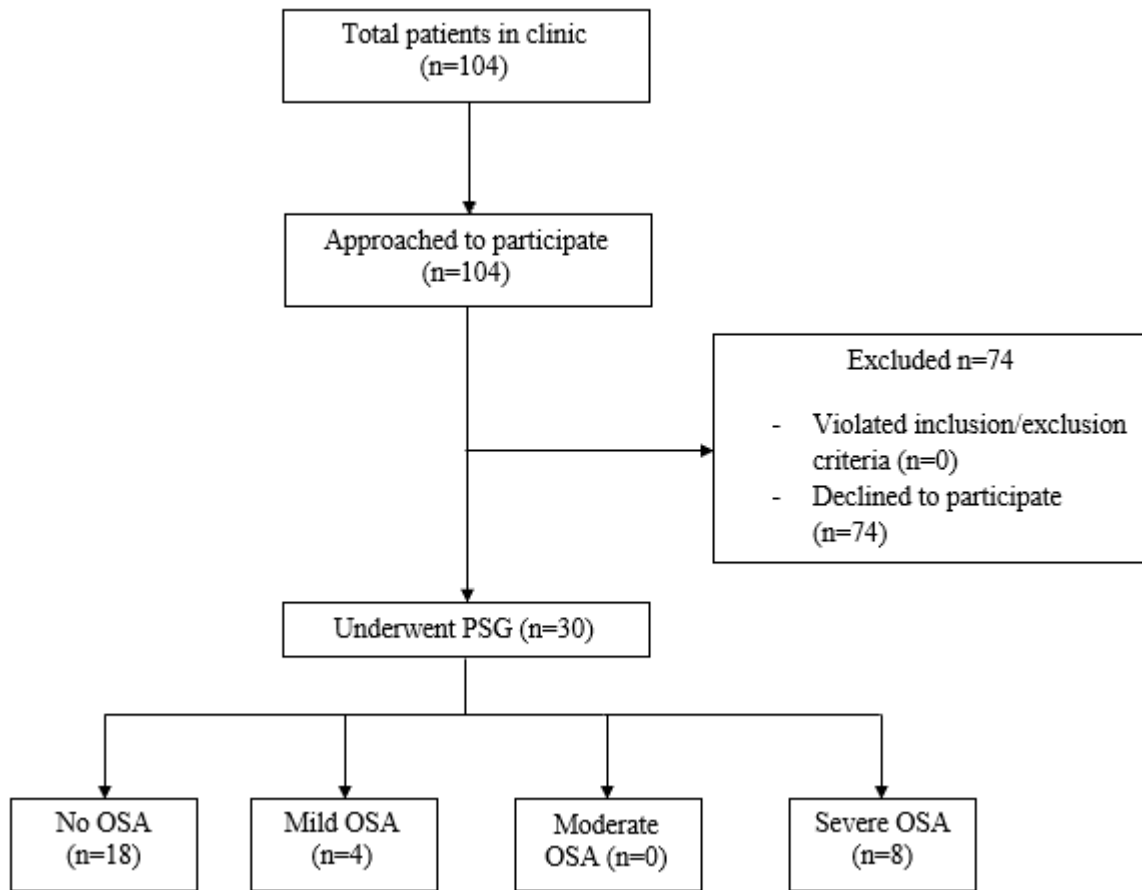 Total patients in clinic
(n=104)
Approached to participate
(n=104)
Excluded n=74
- Violated inclusion/exclusion
criteria (n=0)
- Declined to participate
(n=74)
Underwent PSG (n=30)
No OSA
(n=18)
Mild OSA
(n=4)
Moderate
OSA (n=0)
Severe OSA
(n=8)